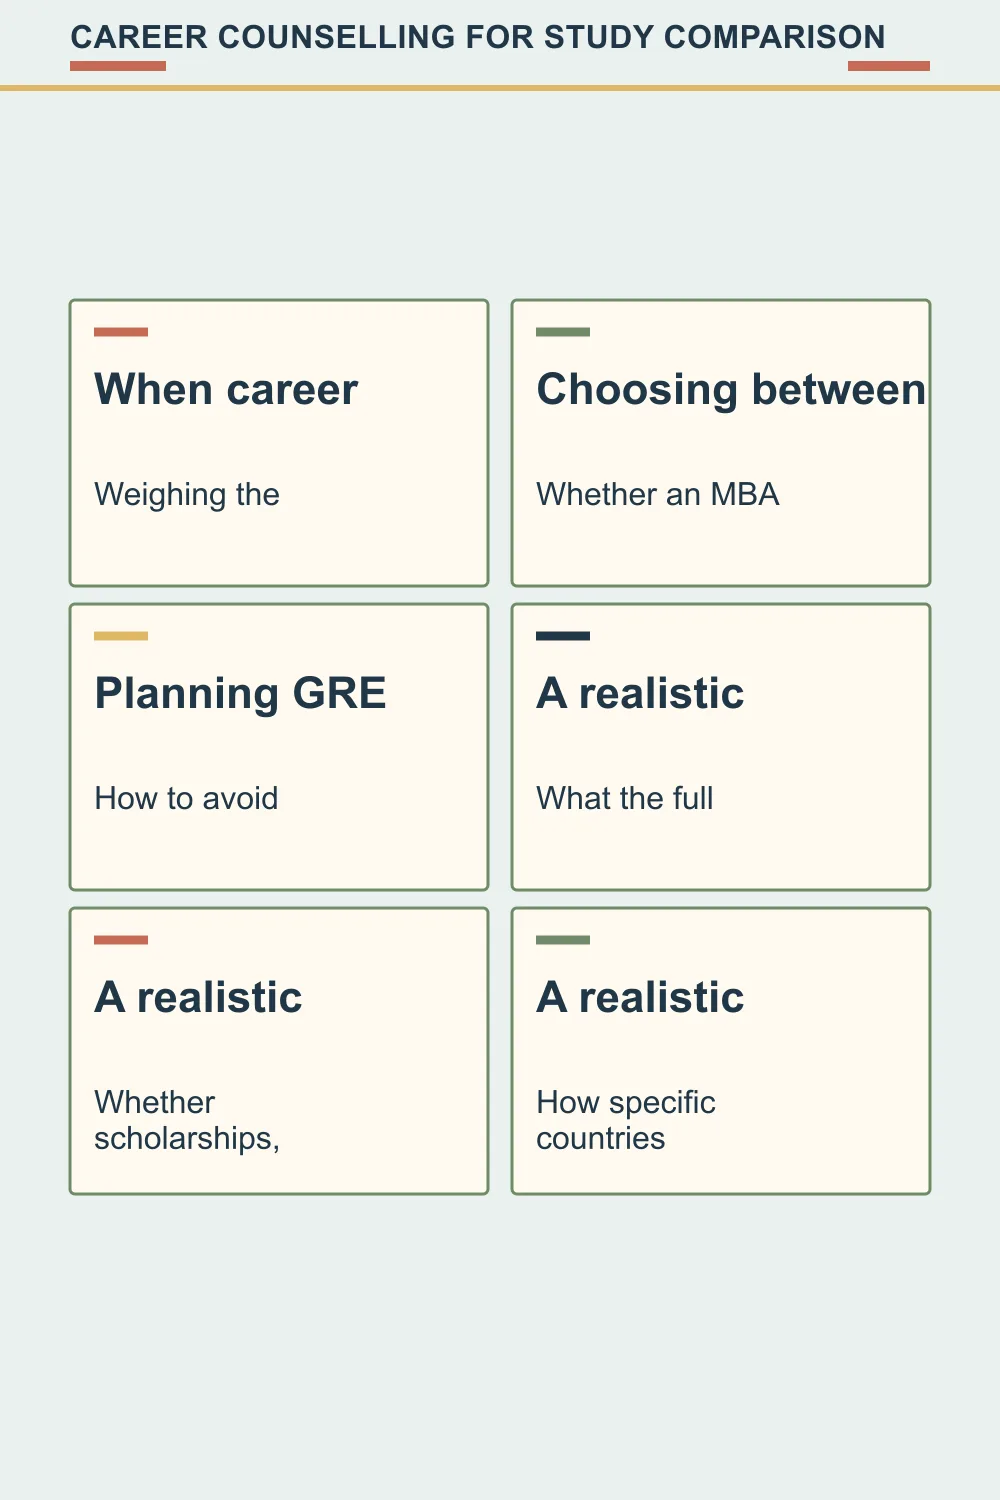 CAREER COUNSELLING FOR STUDY COMPARISON
When career
Weighing the
Choosing between
Whether an MBA
Planning GRE
How to avoid
A realistic
What the full
A realistic
Whether
scholarships,
A realistic
How specific
countries